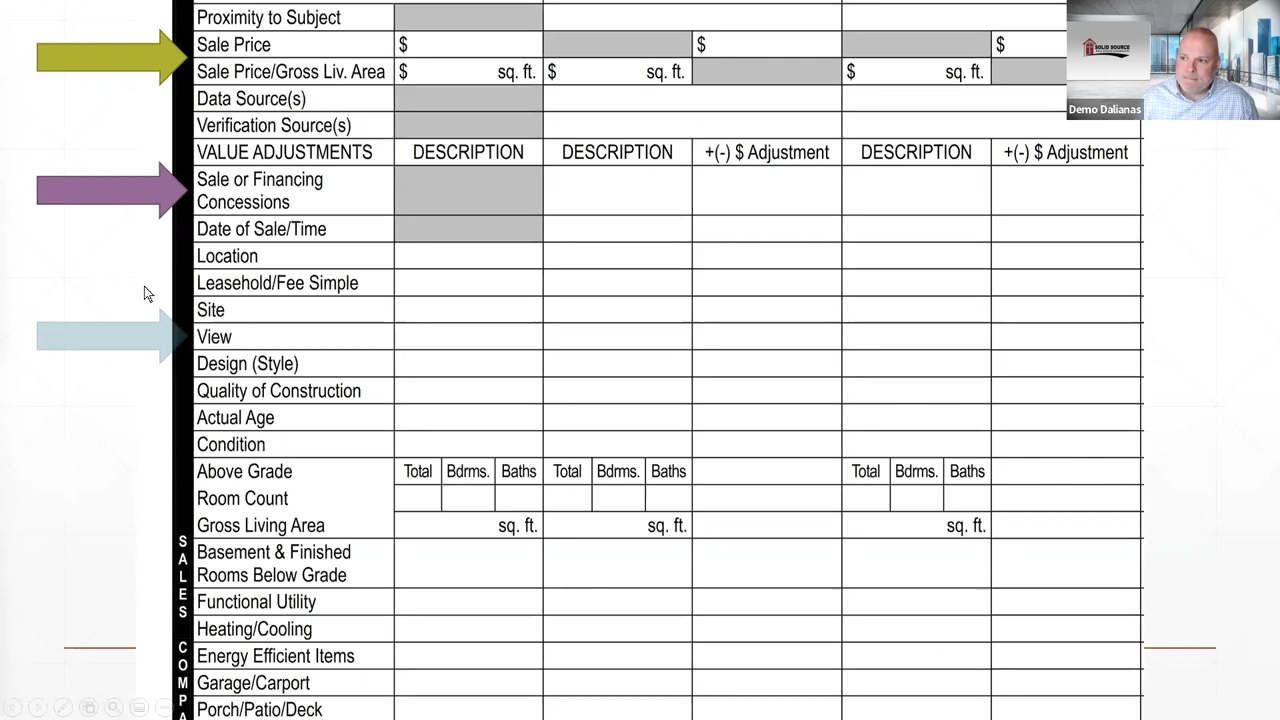 Proximity to Subject
Sale Price $ $ $
Sale Price/Gross Liv. Area $ sq. ft. $ sq. ft. $ sq. ft.
Data Source(s)
Verification Source(s)
VALUE ADJUSTMENTS DESCRIPTION DESCRIPTION +(-) $ Adjustment DESCRIPTION +(-) $ Adjustment
Sale or Financing
Concessions
Date of Sale/Time
Location
Leasehold/Fee Simple
Site
View
Design (Style)
Quality of Construction
Actual Age
Condition
Above Grade Total Bdrms. Baths Total Bdrms. Baths Total Bdrms. Baths
Room Count
Gross Living Area sq. ft. sq. ft. sq. ft.
Basement & Finished
Rooms Below Grade
Functional Utility
Heating/Cooling
Energy Efficient Items
Garage/Carport
Porch/Patio/Deck
SALES COMPA
SOLID SOURCE
Demo Dalianas